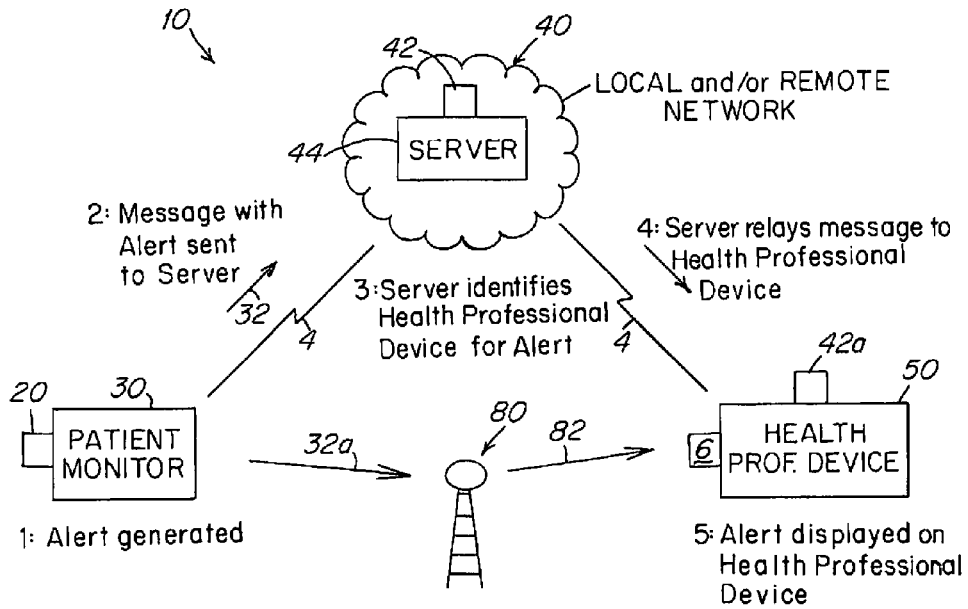 10
42
40
LOCAL and/or REMOTE
NETWORK
44
SERVER
2: Message with
Alert sent
to Server
32
4
3: Server identifies
Health Professional
Device for Alert
4
4: Server relays message to
Health Professional
Device
20
30
PATIENT
MONITOR
1: Alert generated
32a
80
82
42a
50
6
HEALTH
PROF. DEVICE
5: Alert displayed on
Health Professional
Device